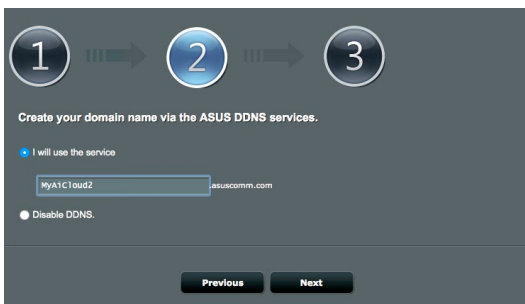 1 2 3
Create your domain name via the ASUS DDNS services.
I will use the service
MyAiCloud2 .asuscomm.com
Disable DDNS.
Previous Next